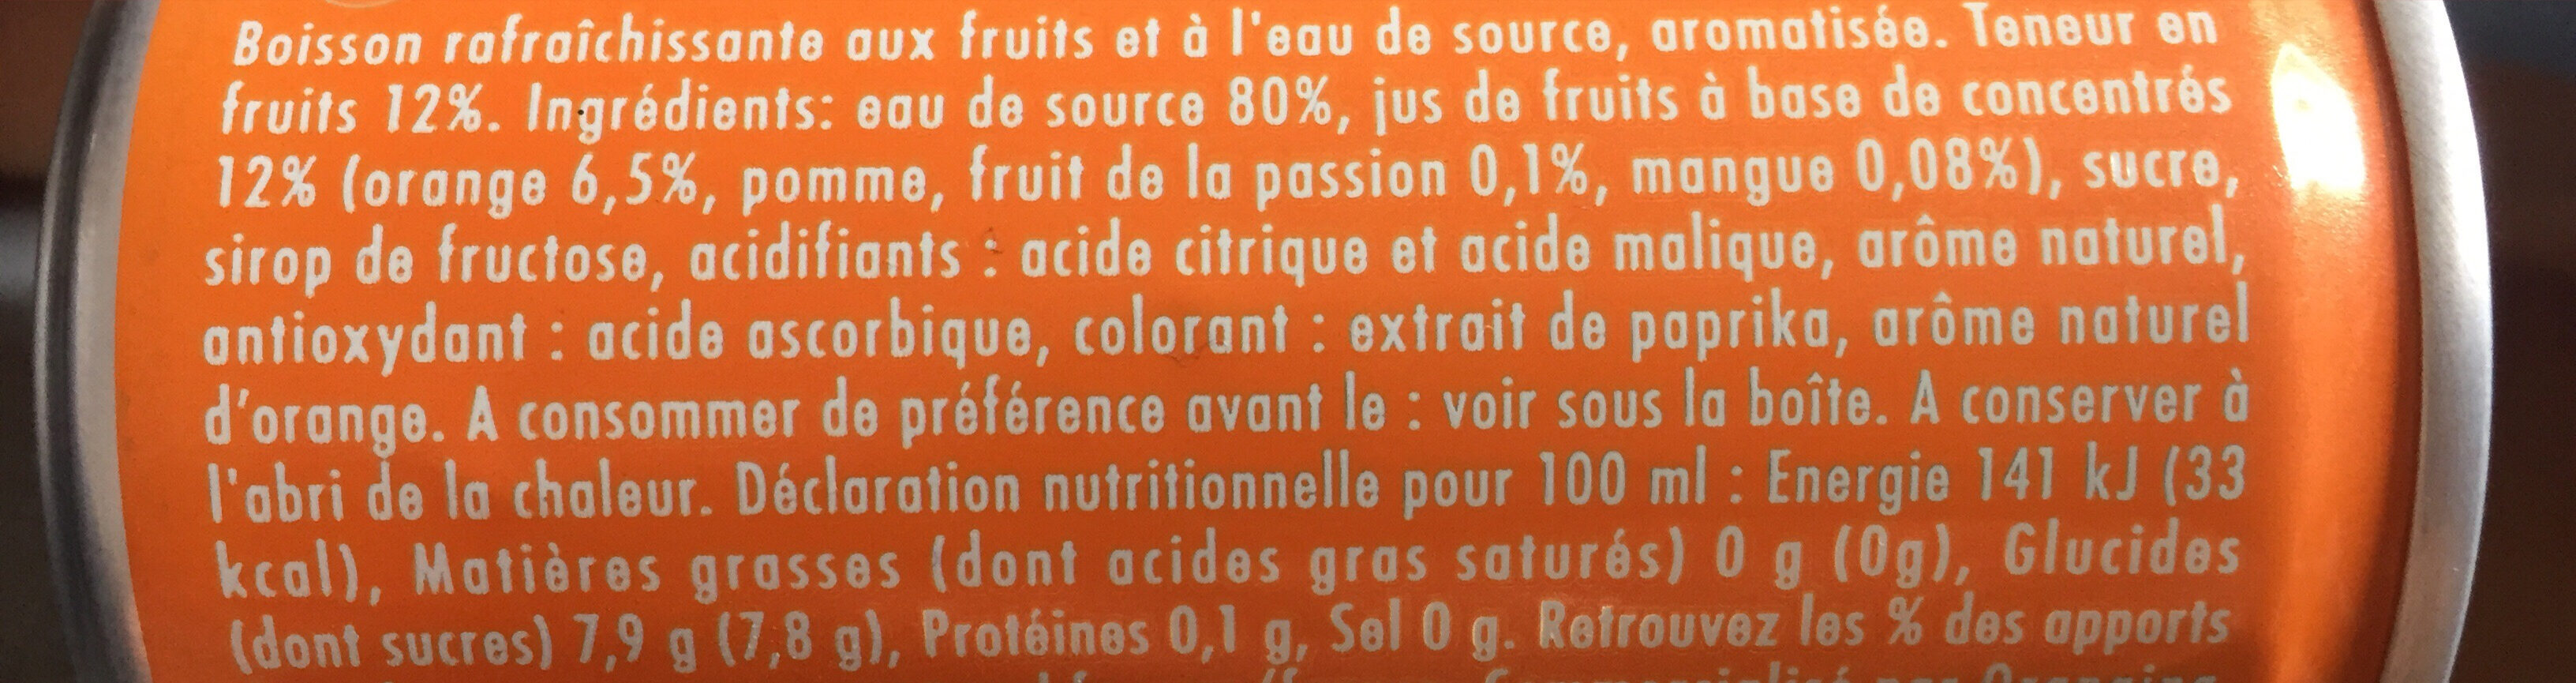 Boisson rafraîchissante aux fruits et à l'eau de source, aromatisée. Teneur en
fruits 12%. Ingrédients: eau de source 80%, jus de fruits à base de concentrés
12% (orange 6,5%, pomme, fruit de la passion 0,1%, mangue 0,08%), sucre,
sirop de fructose, acidifiants : acide citrique et acide malique, arôme naturel,
antioxydant : acide ascorbique, colorant : extrait de paprika, arôme naturel
d'orange. A consommer de préférence avant le : voir sous la boîte. A conserver à
l'abri de la chaleur. Déclaration nutritionnelle pour 100 ml : Energie 141 kJ (33
kcal), Matières grasses (dont acides gras saturés) 0 g (0g), Glucides
(dont sucres) 7,9 g (7,8 g), Protéines 0,1 g, Sel 0 g. Retrouvez les % des apports